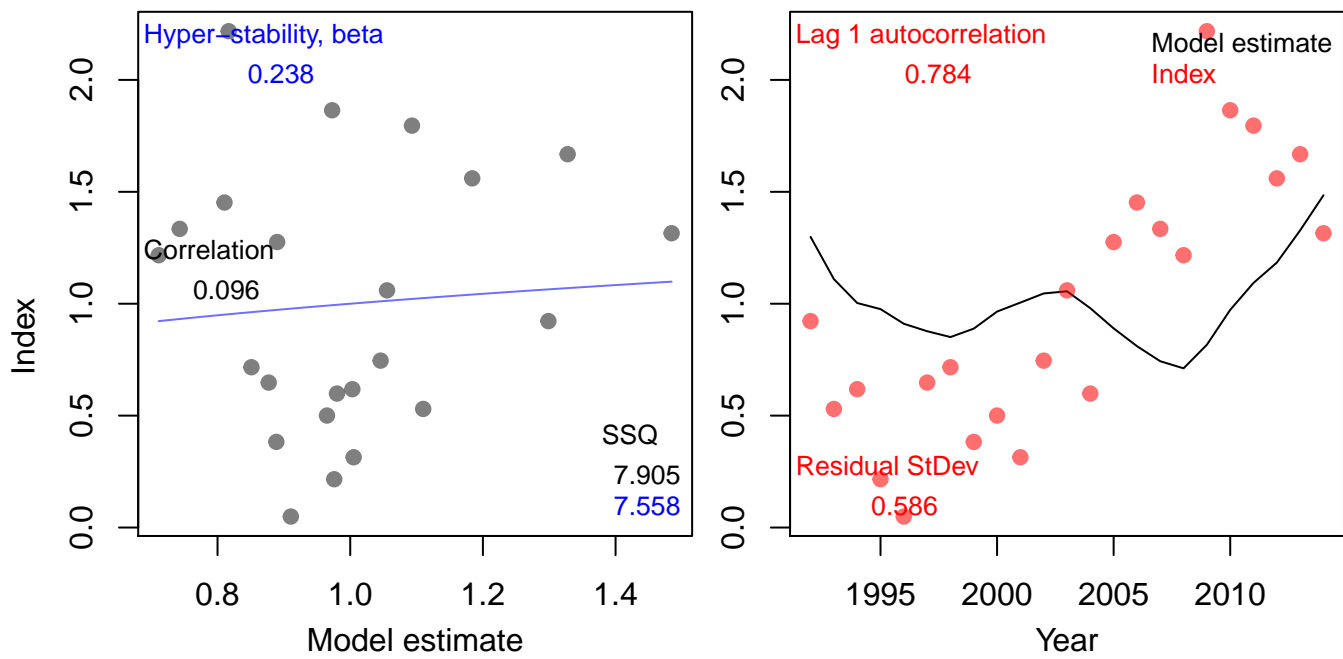 Hyper-stability, beta
0.238
Correlation
0.096
SSQ
7.905
7.558
Index
0.0
0.5
1.0
1.5
2.0
0.8
1.0
1.2
1.4
Model estimate
Lag 1 autocorrelation
0.784
Model estimate
Index
Residual StDev
0.586
0.0
0.5
1.0
1.5
2.0
1995
2000
2005
2010
Year